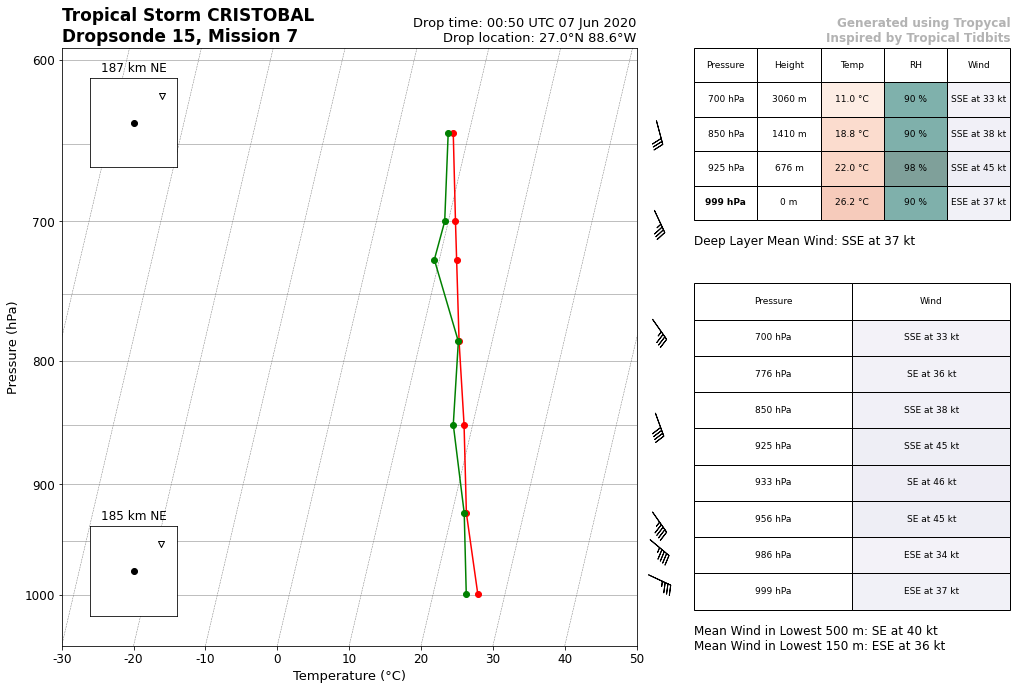 Tropical Storm CRISTOBAL
Dropsonde 15, Mission 7
Drop time: 00:50 UTC 07 Jun 2020
Drop location: 27.0°N 88.6°W
Generated using Tropycal
Inspired by Tropical Tidbits
187 km NE
185 km NE
600
700
800
900
1000
Pressure (hPa)
-30 -20 -10 0 10 20 30 40 50
Temperature (°C)
Pressure Height Temp RH Wind
700 hPa 3060 m 11.0 °C 90 % SSE at 33 kt
850 hPa 1410 m 18.8 °C 90 % SSE at 38 kt
925 hPa 676 m 22.0 °C 98 % SSE at 45 kt
999 hPa 0 m 26.2 °C 90 % ESE at 37 kt
Deep Layer Mean Wind: SSE at 37 kt
Pressure Wind
700 hPa SSE at 33 kt
776 hPa SE at 36 kt
850 hPa SSE at 38 kt
925 hPa SSE at 45 kt
933 hPa SE at 46 kt
956 hPa SE at 45 kt
986 hPa ESE at 34 kt
999 hPa ESE at 37 kt
Mean Wind in Lowest 500 m: SE at 40 kt
Mean Wind in Lowest 150 m: ESE at 36 kt